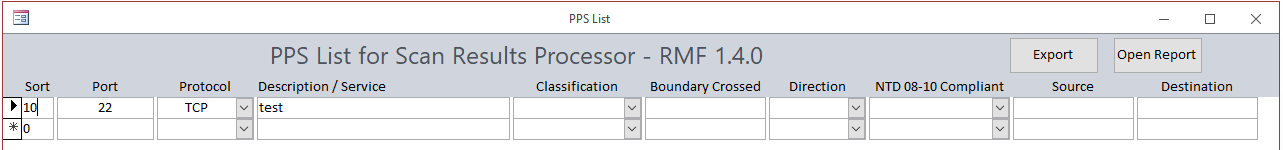 PPS List
PPS List for Scan Results Processor - RMF 1.4.0 Export Open Report
Sort Port Protocol Description / Service Classification Boundary Crossed Direction NTD 08-10 Compliant Source Destination
10 22 TCP test
* 0